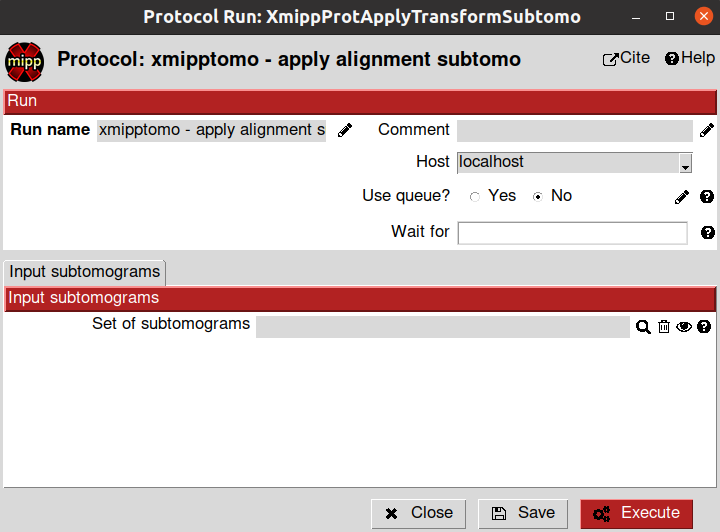 Protocol Run: XmippProtApplyTransformSubtomo
mipp Protocol: xmipptomo - apply alignment subtomo Cite Help
Run
Run name xmipptomo - apply alignment s Comment
Host localhost
Use queue? Yes No
Wait for
Input subtomograms
Input subtomograms
Set of subtomograms
Close Save Execute